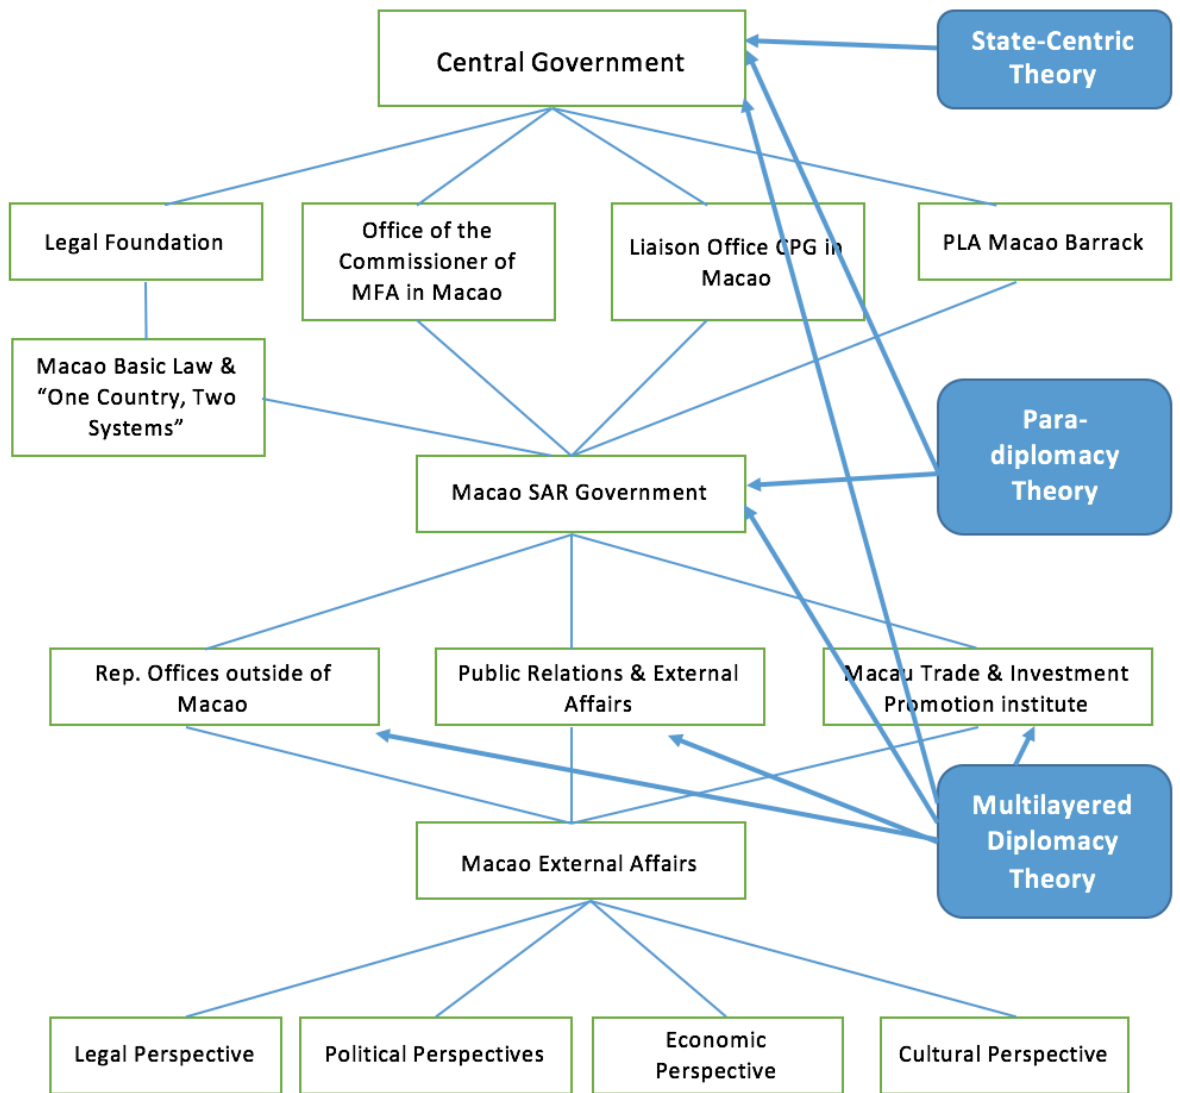 Central Government
State-Centric
Theory
Legal Foundation
Office of the
Commissioner of
MFA in Macao
Liaison Office CPG in
Macao
PLA Macao Barrack
Macao Basic Law &
“One Country, Two
Systems”
Para-
diplomacy
Theory
Macao SAR Government
Rep. Offices outside of
Macao
Public Relations & External
Affairs
Macau Trade & Investment
Promotion institute
Multilayered
Diplomacy
Theory
Macao External Affairs
Legal Perspective
Political Perspectives
Economic
Perspective
Cultural Perspective